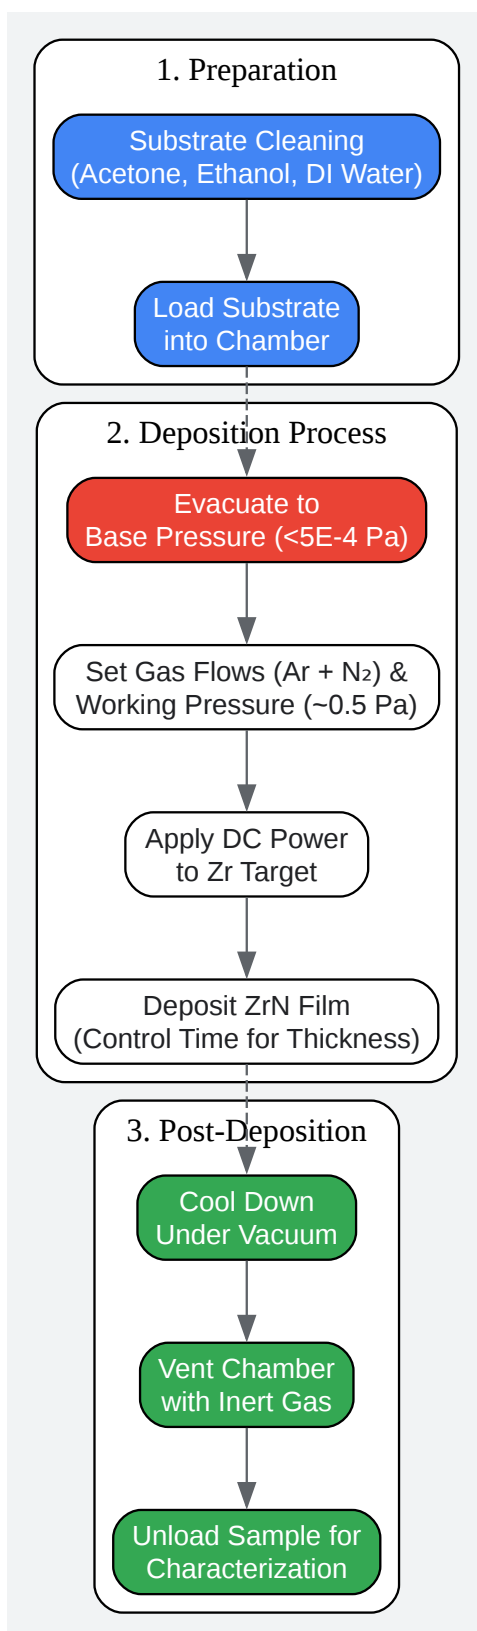 1. Preparation
Substrate Cleaning
(Acetone, Ethanol, DI Water)
Load Substrate
into Chamber
2. Deposition Process
Evacuate to
Base Pressure (<5E-4 Pa)
Set Gas Flows (Ar + N₂) &
Working Pressure (~0.5 Pa)
Apply DC Power
to Zr Target
Deposit ZrN Film
(Control Time for Thickness)
3. Post-Deposition
Cool Down
Under Vacuum
Vent Chamber
with Inert Gas
Unload Sample for
Characterization